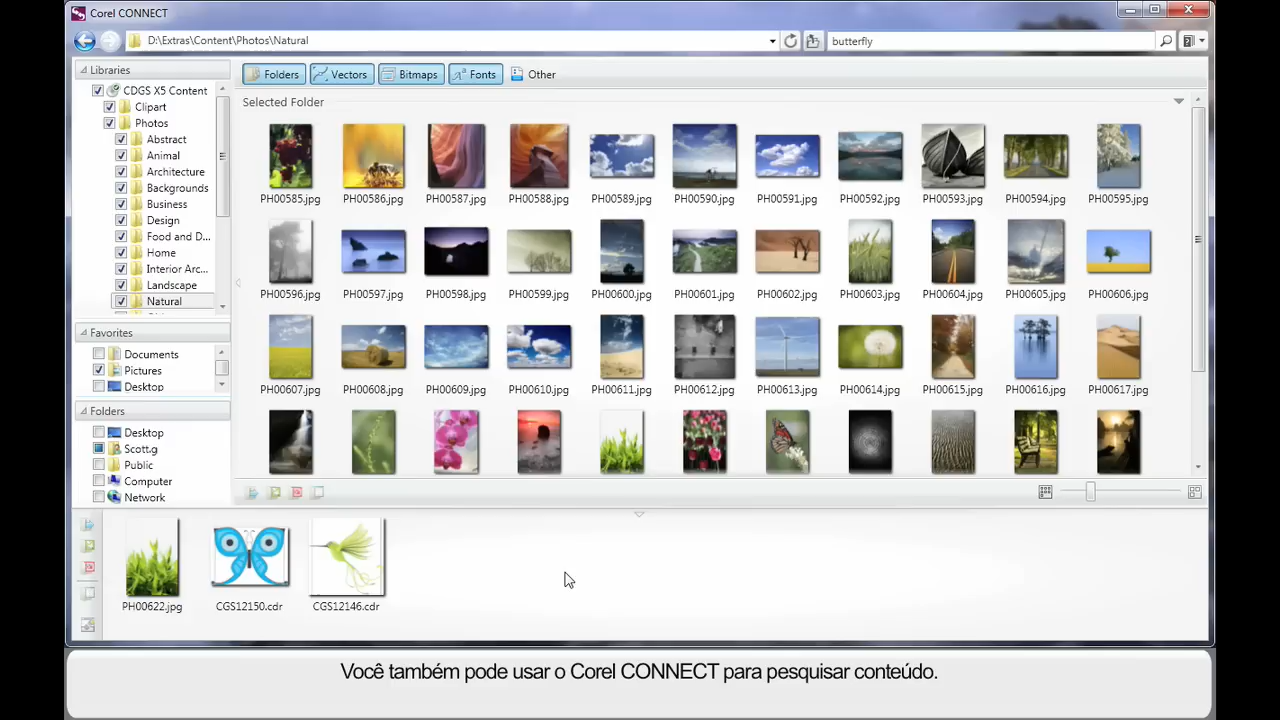 Corel CONNECT
D:\Extras\Content\Photos\Natural
butterfly
Libraries
Folders
Vectors
Bitmaps
Fonts
Other
CDGS X5 Content
Clipart
Photos
Abstract
Animal
Architecture
Backgrounds
Business
Design
Food and D...
Home
Interior Arc...
Landscape
Natural
Favorites
Documents
Pictures
Desktop
Folders
Desktop
Scott.g
Public
Computer
Network
Selected Folder
PH00585.jpg PH00586.jpg PH00587.jpg PH00588.jpg PH00589.jpg PH00590.jpg PH00591.jpg PH00592.jpg PH00593.jpg PH00594.jpg PH00595.jpg
PH00596.jpg PH00597.jpg PH00598.jpg PH00599.jpg PH00600.jpg PH00601.jpg PH00602.jpg PH00603.jpg PH00604.jpg PH00605.jpg PH00606.jpg
PH00607.jpg PH00608.jpg PH00609.jpg PH00610.jpg PH00611.jpg PH00612.jpg PH00613.jpg PH00614.jpg PH00615.jpg PH00616.jpg PH00617.jpg
PH00622.jpg CGS12150.cdr CGS12146.cdr
Você também pode usar o Corel CONNECT para pesquisar conteúdo.